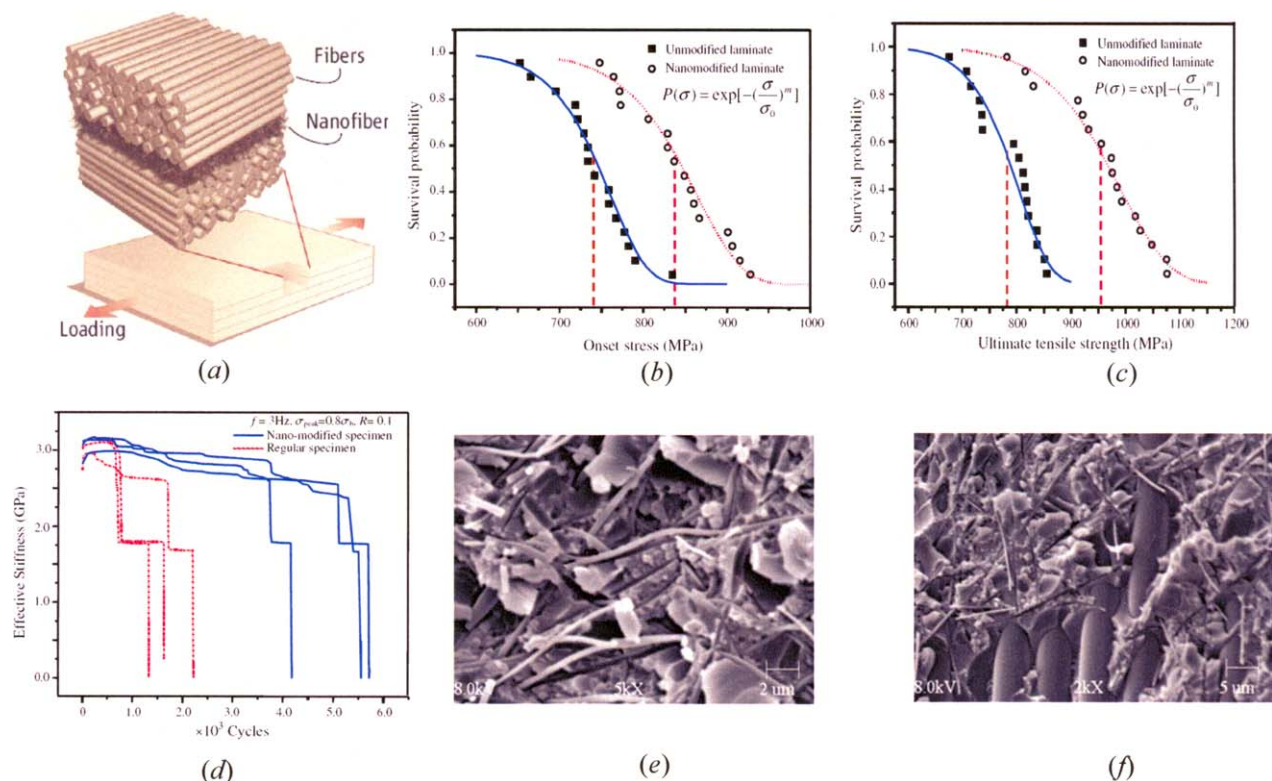 Fibers
Nanofiber
Loading
(a)
Survival probability
1.0
0.8
0.6
0.4
0.2
0.0
■ Unmodified laminate
○ Nanomodified laminate
P(σ) = exp[−(σ/σ₀)ᵐ]
600 700 800 900 1000
Onset stress (MPa)
(b)
Survival probability
1.0
0.8
0.6
0.4
0.2
0.0
■ Unmodified laminate
○ Nanomodified laminate
P(σ) = exp[−(σ/σ₀)ᵐ]
600 700 800 900 1000 1100 1200
Ultimate tensile strength (MPa)
(c)
Effective Stiffness (GPa)
3.0
2.0
1.0
0.0
f = 3Hz, σpeak=0.8σb, R= 0.1
Nano-modified specimen
Regular specimen
0 1.0 2.0 3.0 4.0 5.0 6.0
×10³ Cycles
(d)
8.0kV 5kX 2 um
(e)
8.0kV 2kX 5 um
(f)